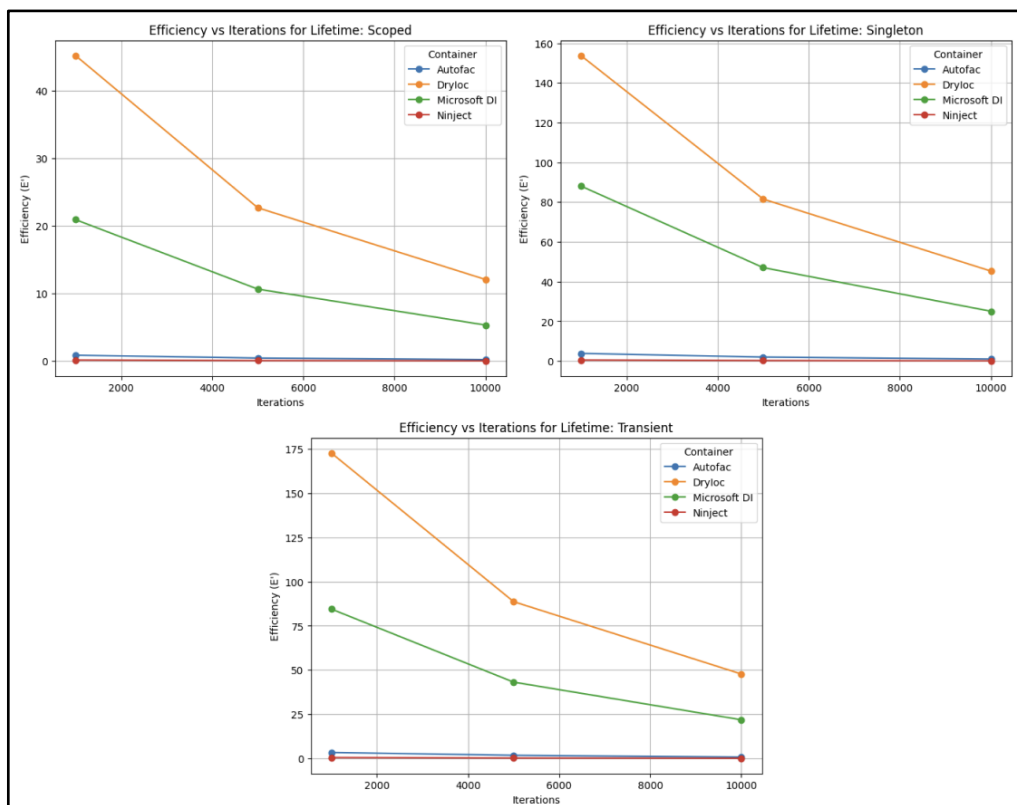 Efficiency vs Iterations for Lifetime: Scoped
Container
Autofac
DryIoc
Microsoft DI
Ninject
40
30
20
10
0
Efficiency (E')
2000 4000 6000 8000 10000
Iterations
Efficiency vs Iterations for Lifetime: Singleton
Container
Autofac
DryIoc
Microsoft DI
Ninject
160
140
120
100
80
60
40
20
0
Efficiency (E')
2000 4000 6000 8000 10000
Iterations
Efficiency vs Iterations for Lifetime: Transient
Container
Autofac
DryIoc
Microsoft DI
Ninject
175
150
125
100
75
50
25
0
Efficiency (E')
2000 4000 6000 8000 10000
Iterations